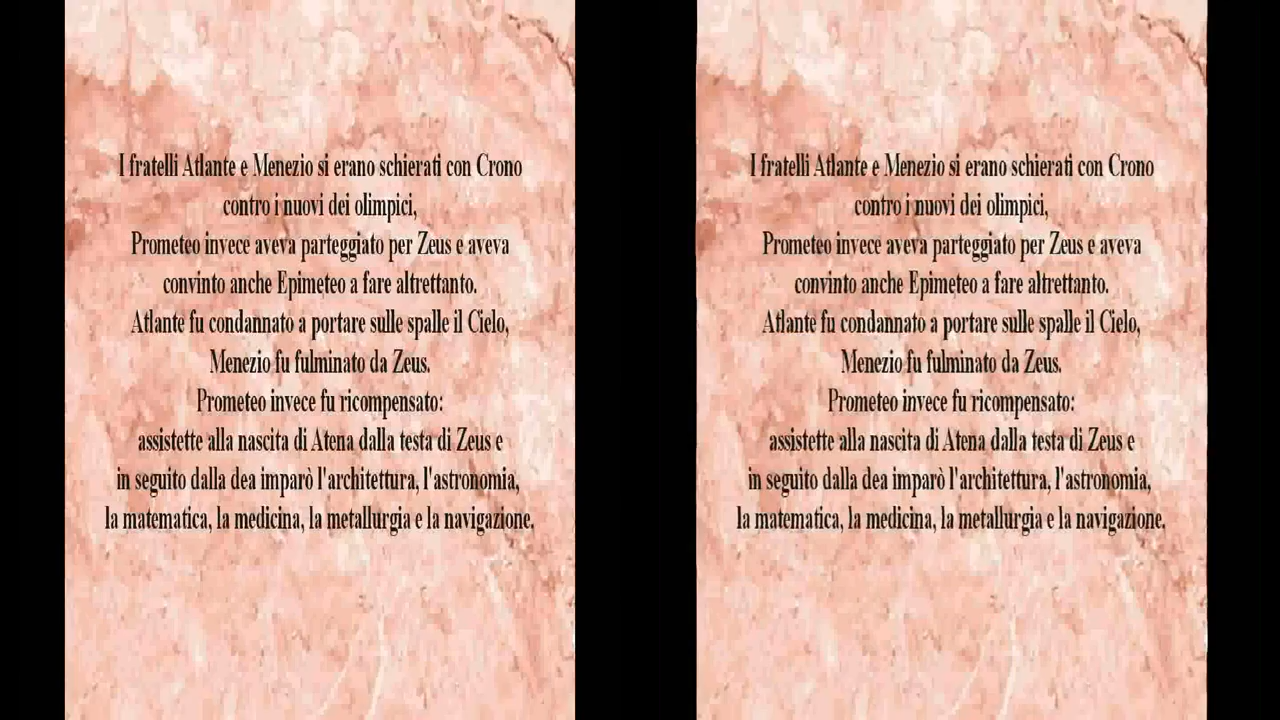 I fratelli Atlante e Menezio si erano schierati con Crono
contro i nuovi dei olimpici,
Prometeo invece aveva parteggiato per Zeus e aveva
convinto anche Epimeteo a fare altrettanto.
Atlante fu condannato a portare sulle spalle il Cielo,
Menezio fu fulminato da Zeus.
Prometeo invece fu ricompensato:
assistette alla nascita di Atena dalla testa di Zeus e
in seguito dalla dea imparò l'architettura, l'astronomia,
la matematica, la medicina, la metallurgia e la navigazione.
I fratelli Atlante e Menezio si erano schierati con Crono
contro i nuovi dei olimpici,
Prometeo invece aveva parteggiato per Zeus e aveva
convinto anche Epimeteo a fare altrettanto.
Atlante fu condannato a portare sulle spalle il Cielo,
Menezio fu fulminato da Zeus.
Prometeo invece fu ricompensato:
assistette alla nascita di Atena dalla testa di Zeus e
in seguito dalla dea imparò l'architettura, l'astronomia,
la matematica, la medicina, la metallurgia e la navigazione.